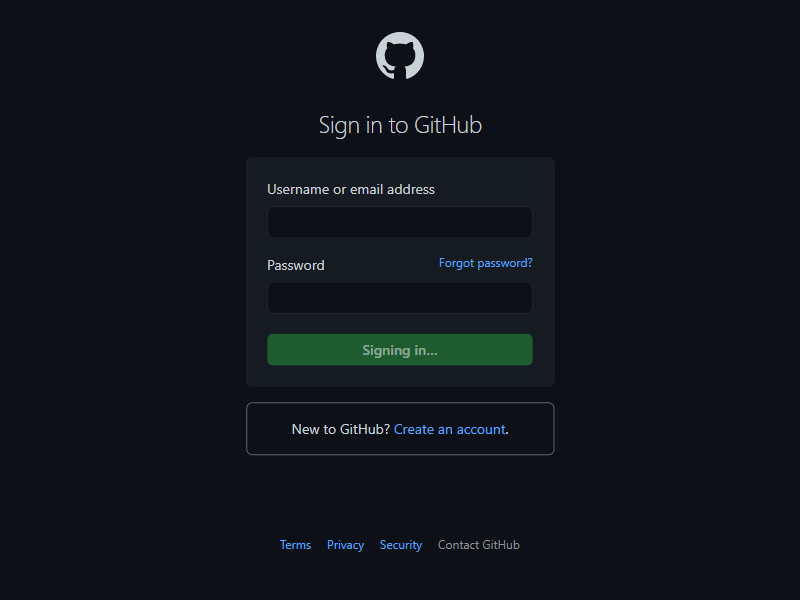 Sign in to GitHub
Username or email address
Password
Forgot password?
Signing in...
New to GitHub? Create an account.
Terms Privacy Security Contact GitHub